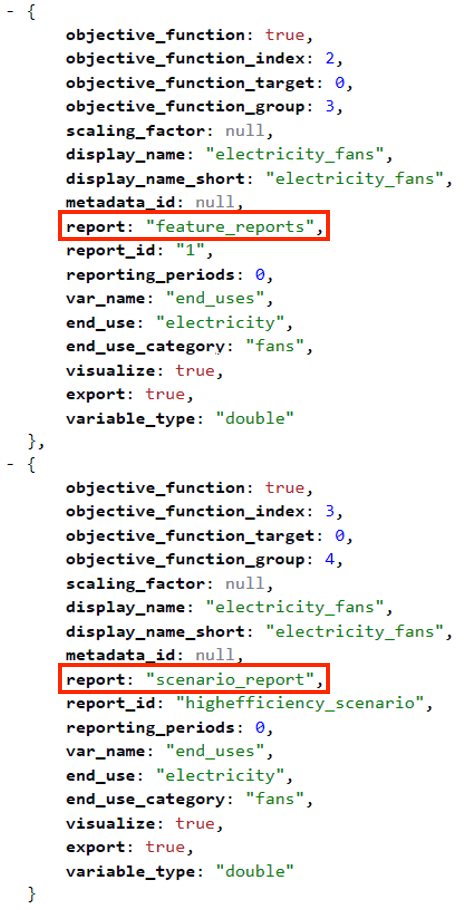 - {
objective_function: true,
objective_function_index: 2,
objective_function_target: 0,
objective_function_group: 3,
scaling_factor: null,
display_name: "electricity_fans",
display_name_short: "electricity_fans",
metadata_id: null,
report: "feature_reports",
report_id: "1",
reporting_periods: 0,
var_name: "end_uses",
end_use: "electricity",
end_use_category: "fans",
visualize: true,
export: true,
variable_type: "double"
},
- {
objective_function: true,
objective_function_index: 3,
objective_function_target: 0,
objective_function_group: 4,
scaling_factor: null,
display_name: "electricity_fans",
display_name_short: "electricity_fans",
metadata_id: null,
report: "scenario_report",
report_id: "highefficiency_scenario",
reporting_periods: 0,
var_name: "end_uses",
end_use: "electricity",
end_use_category: "fans",
visualize: true,
export: true,
variable_type: "double"
}